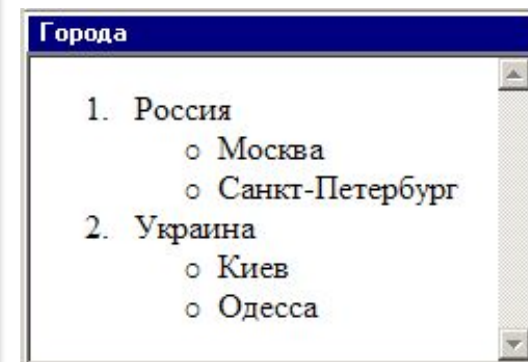 Города
1. Россия
o Москва
o Санкт-Петербург
2. Украина
o Киев
o Одесса